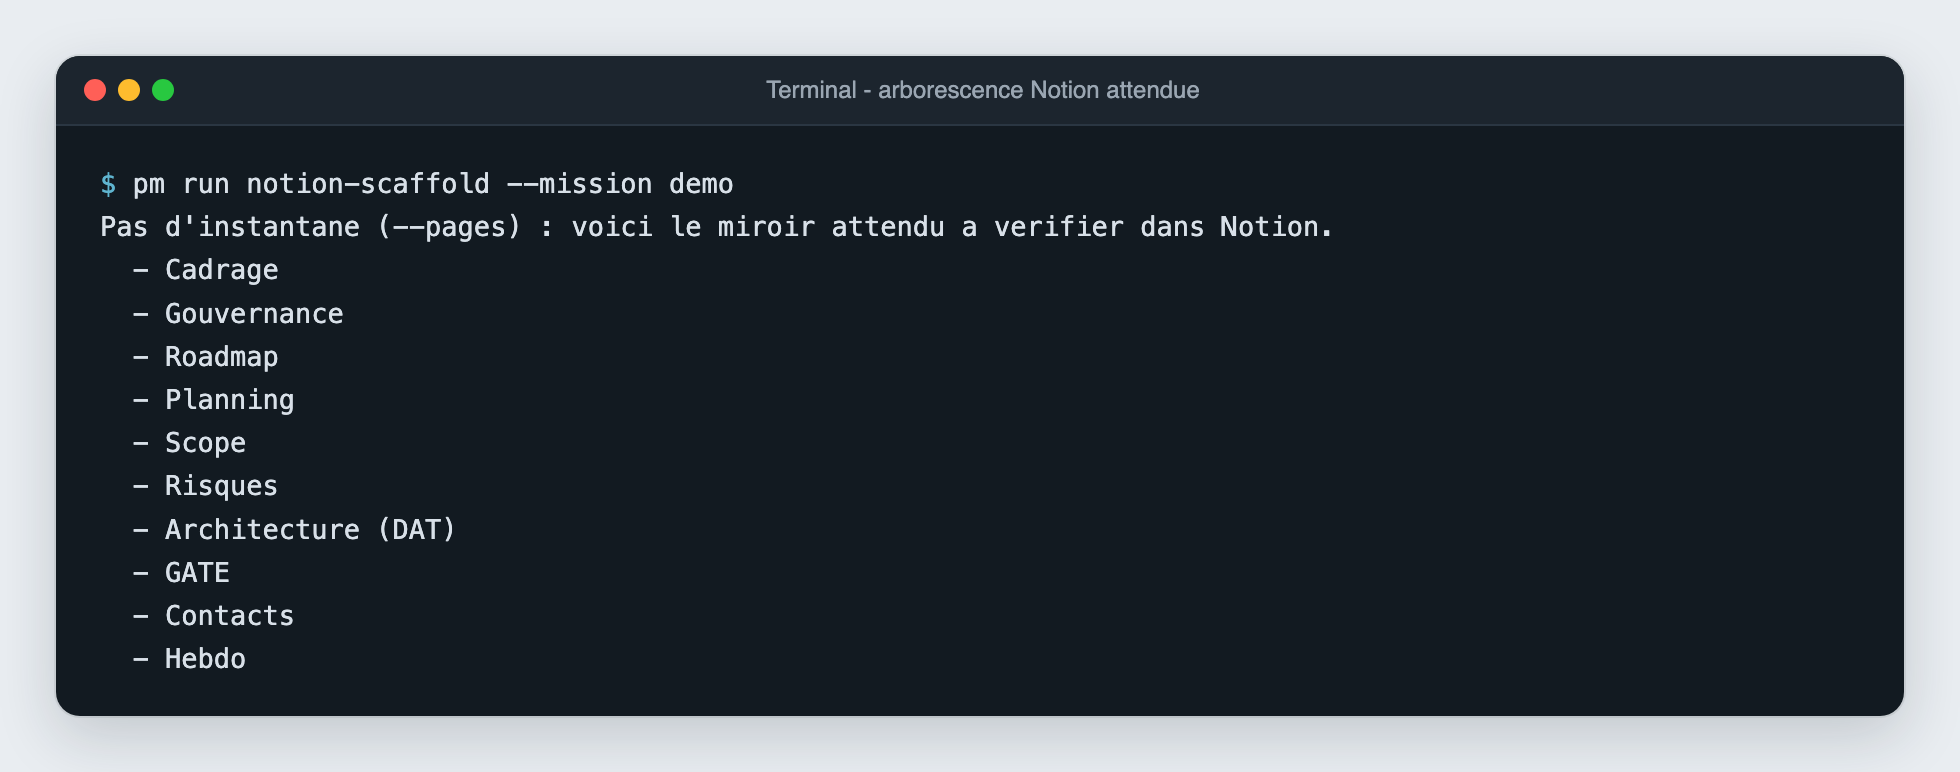 Terminal - arborescence Notion attendue
$ pm run notion-scaffold --mission demo
Pas d'instantane (--pages) : voici le miroir attendu a verifier dans Notion.
- Cadrage
- Gouvernance
- Roadmap
- Planning
- Scope
- Risques
- Architecture (DAT)
- GATE
- Contacts
- Hebdo